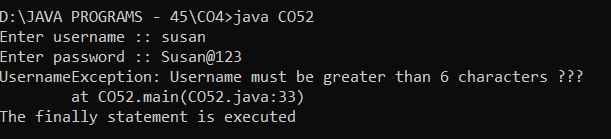 D:\JAVA PROGRAMS - 45\CO4>java CO52
Enter username :: susan
Enter password :: Susan@123
UsernameException: Username must be greater than 6 characters ???
        at CO52.main(CO52.java:33)
The finally statement is executed